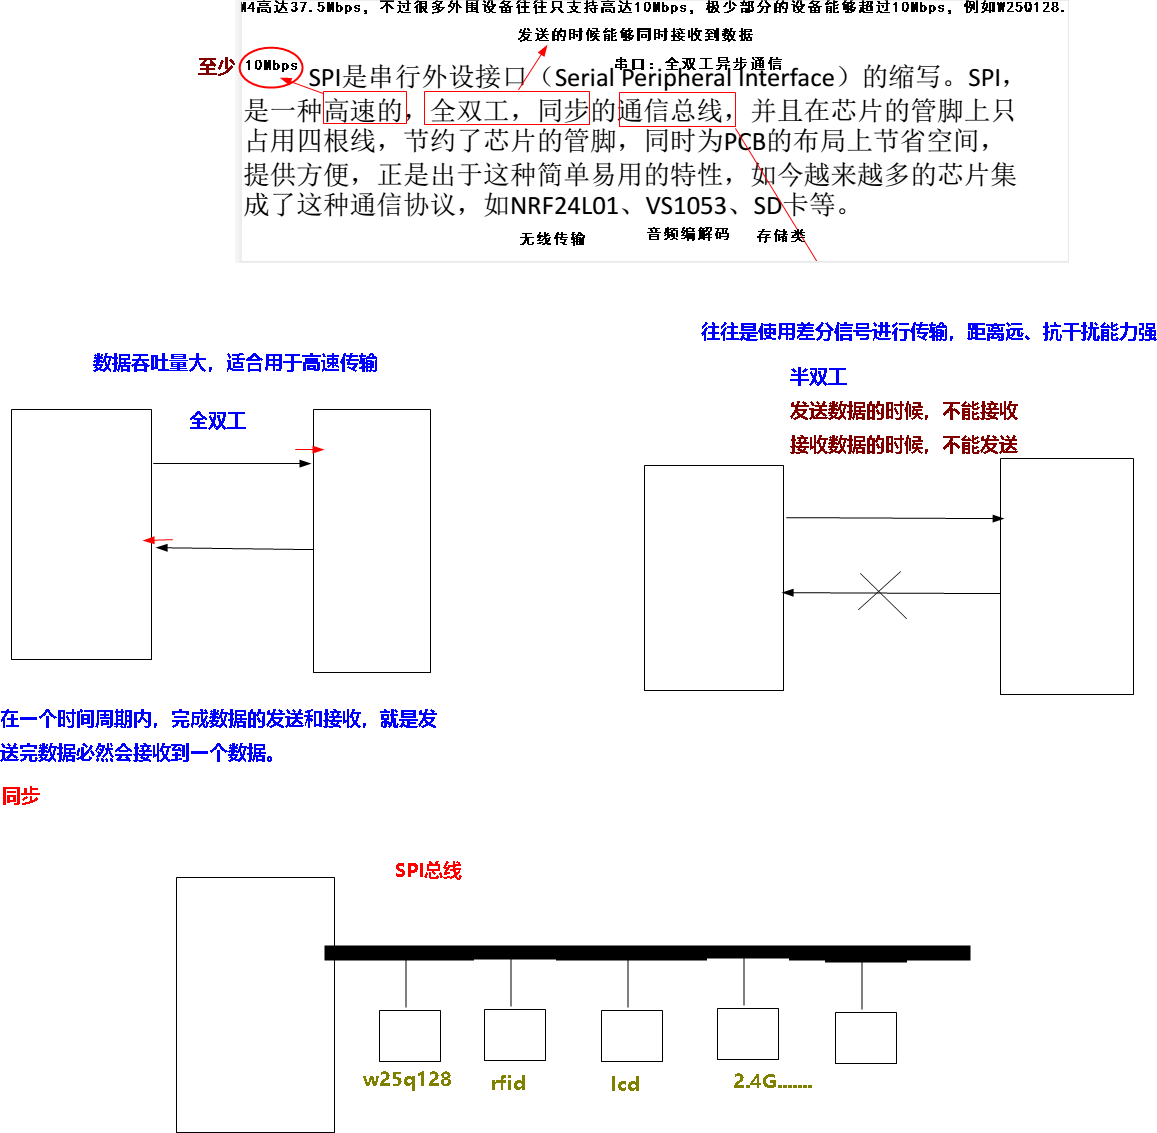 M4高达37.5Mbps，不过很多外围设备往往只支持高达10Mbps，极少部分的设备能够超过10Mbps，例如W25Q128.
发送的时候能够同时接收到数据
至少 10Mbps
串口：全双工异步通信
SPI是串行外设接口（Serial Peripheral Interface）的缩写。SPI，
是一种高速的，全双工，同步的通信总线，并且在芯片的管脚上只
占用四根线，节约了芯片的管脚，同时为PCB的布局上节省空间，
提供方便，正是出于这种简单易用的特性，如今越来越多的芯片集
成了这种通信协议，如NRF24L01、VS1053、SD卡等。
无线传输 音频编解码 存储类
往往是使用差分信号进行传输，距离远、抗干扰能力强
数据吞吐量大，适合用于高速传输
半双工
全双工
发送数据的时候，不能接收
接收数据的时候，不能发送
在一个时间周期内，完成数据的发送和接收，就是发
送完数据必然会接收到一个数据。
同步
SPI总线
w25q128 rfid lcd 2.4G.......